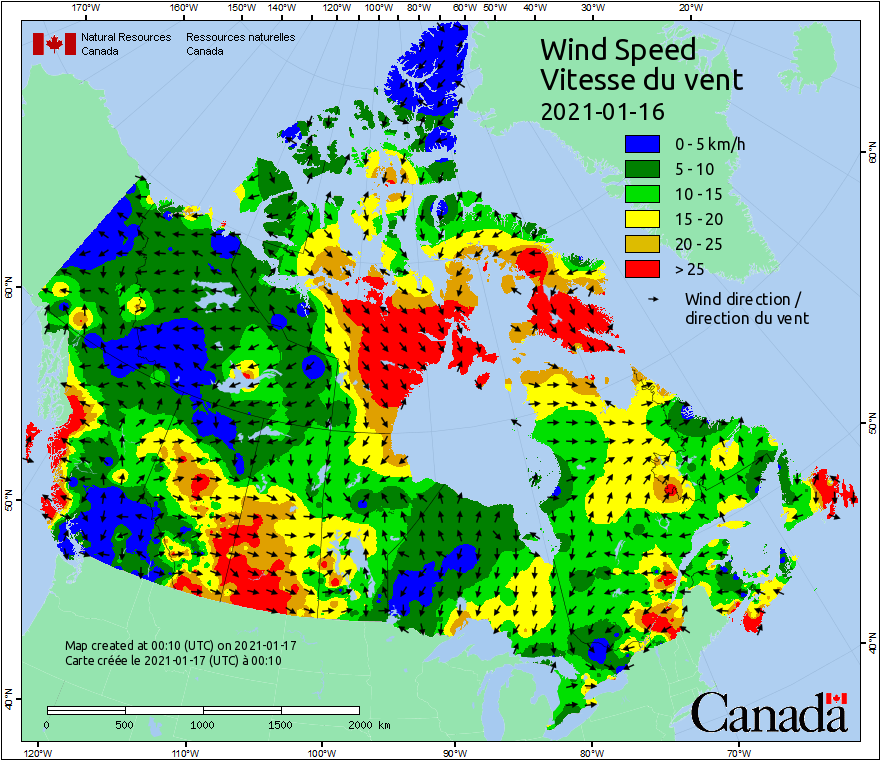 170°W 160°W 150°W 140°W 130°W 120°W 110°W 100°W 90°W 80°W 70°W 60°W 50°W 40°W 30°W 20°W
Natural Resources Ressources naturelles
Canada Canada
Wind Speed
Vitesse du vent
2021-01-16
0 - 5 km/h
5 - 10
10 - 15
15 - 20
20 - 25
> 25
Wind direction /
direction du vent
60°N
60°N
50°N
50°N
40°N
40°N
Map created at 00:10 (UTC) on 2021-01-17
Carte créée le 2021-01-17 (UTC) à 00:10
0 500 1000 1500 2000 km
Canada
120°W 110°W 100°W 90°W 80°W 70°W